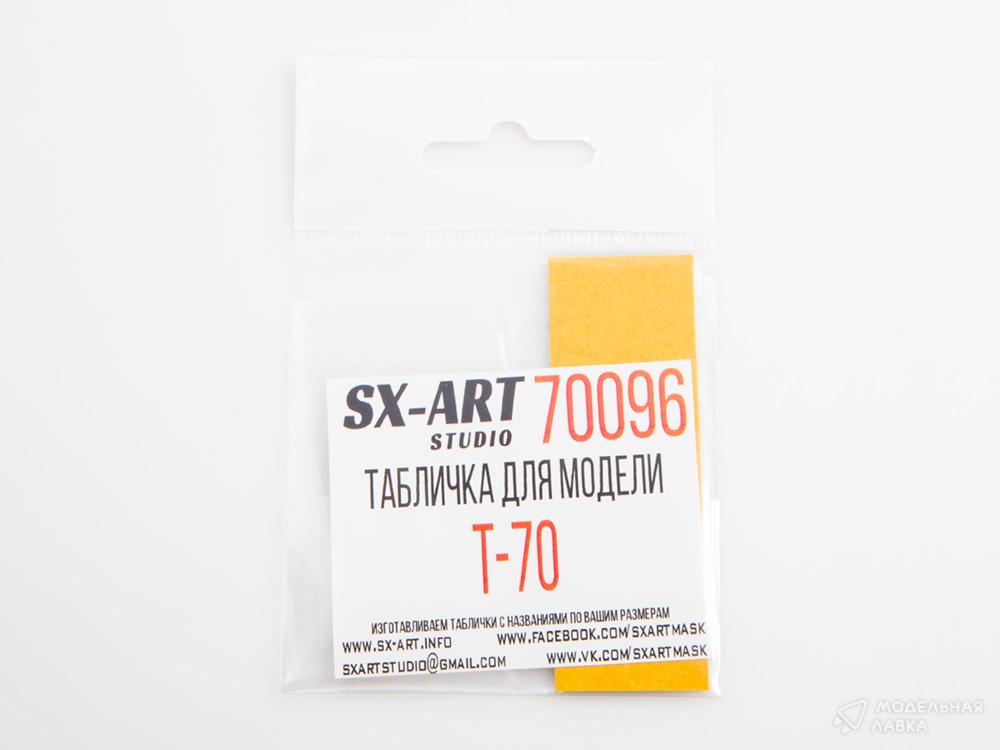 SX-ART 70096
STUDIO
ТАБЛИЧКА ДЛЯ МОДЕЛИ
Т-70
ИЗГОТАВЛИВАЕМ ТАБЛИЧКИ С НАЗВАНИЯМИ ПО ВАШИМ РАЗМЕРАМ
WWW.SX-ART.INFO WWW.FACEBOOK.COM/SXARTMASK
SXARTSTUDIO@GMAIL.COM WWW.VK.COM/SXARTMASK
МОДЕЛЬНАЯ
ЛАВКА